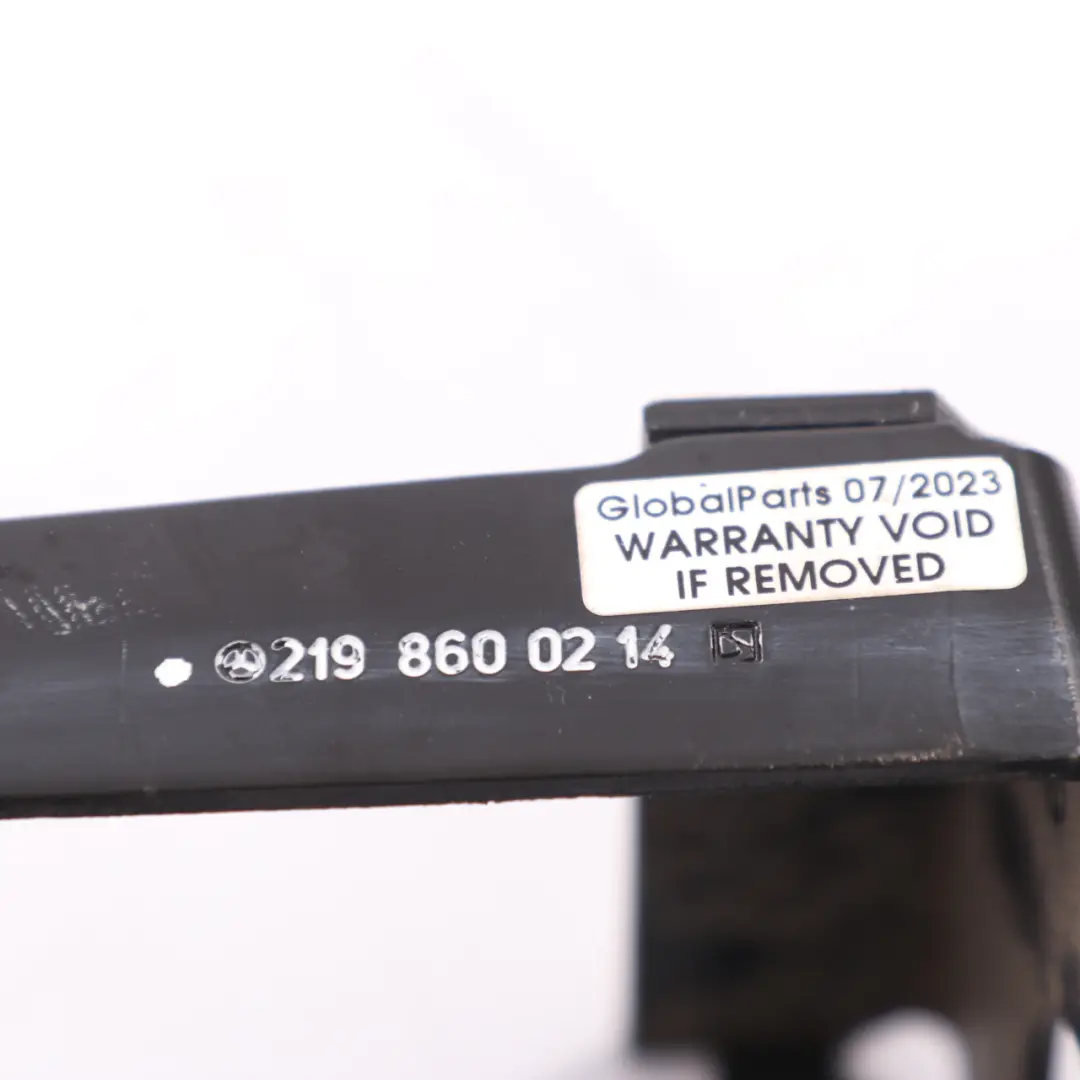 GlobalParts 07/2023
WARRANTY VOID
IF REMOVED
219 860 02 14